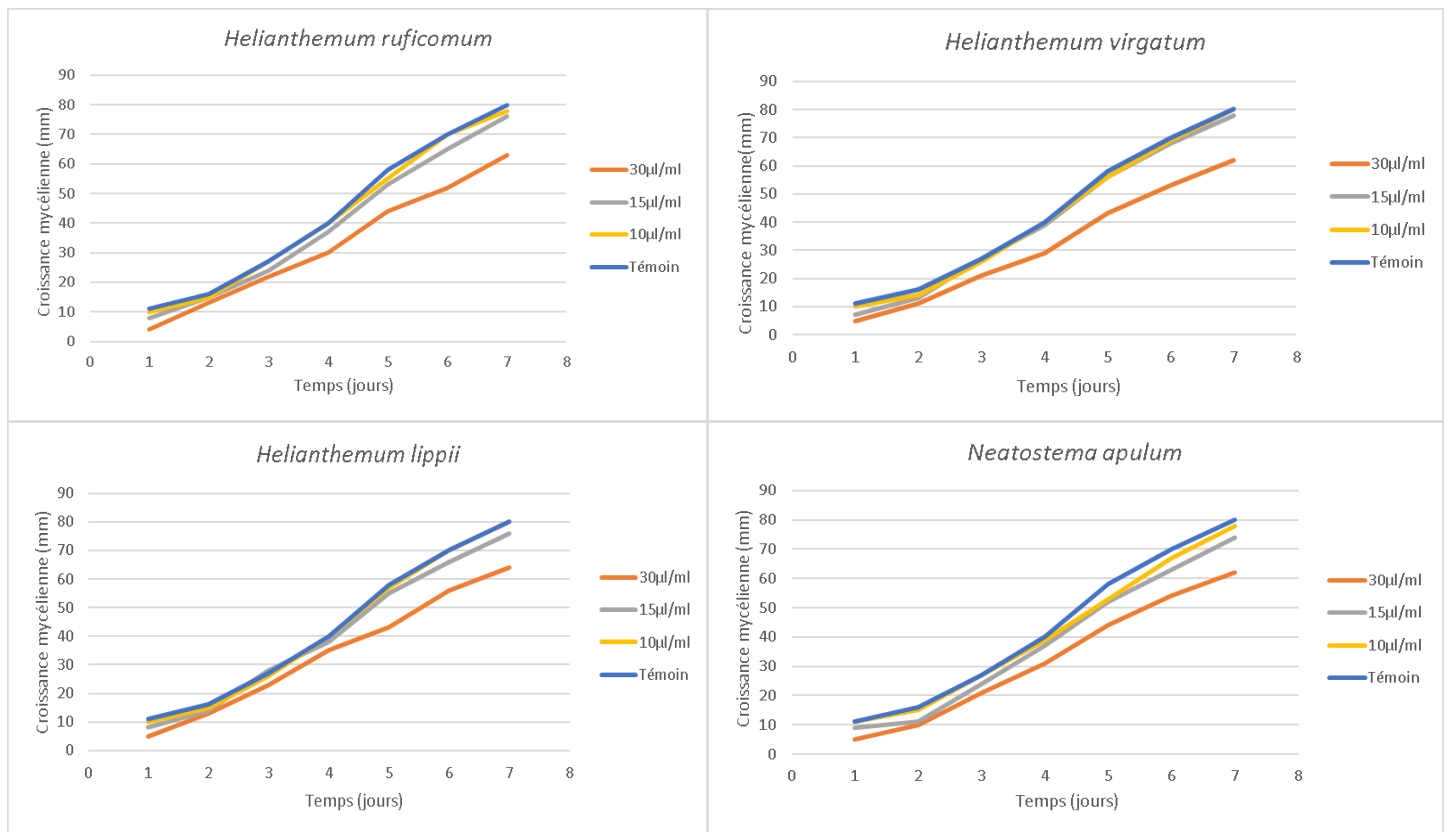 Helianthemum ruficomum
Croissance mycélienne (mm)
90
80
70
60
50
40
30
20
10
0
0 1 2 3 4 5 6 7 8
Temps (jours)
30µl/ml
15µl/ml
10µl/ml
Témoin
Helianthemum virgatum
Croissance mycélienne(mm)
90
80
70
60
50
40
30
20
10
0
0 1 2 3 4 5 6 7 8
Temps (jours)
30µl/ml
15µl/ml
10µl/ml
Témoin
Helianthemum lippii
Croissance mycélienne (mm)
90
80
70
60
50
40
30
20
10
0
0 1 2 3 4 5 6 7 8
Temps (jours)
30µl/ml
15µl/ml
10µl/ml
Témoin
Neatostema apulum
Croissance mycélienne (mm)
90
80
70
60
50
40
30
20
10
0
0 1 2 3 4 5 6 7 8
Temps (jours)
30µl/ml
15µl/ml
10µl/ml
Témoin